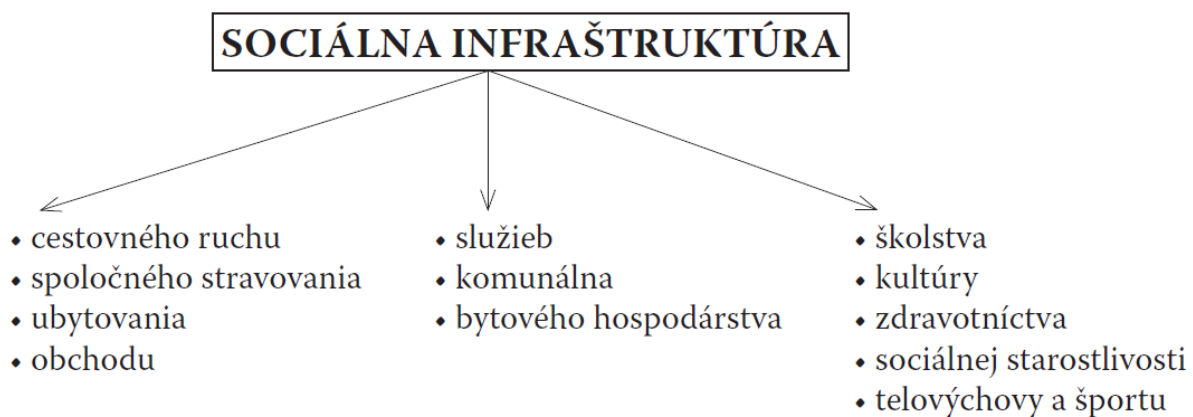 SOCIÁLNA INFRAŠTRUKTÚRA
• cestovného ruchu
• spoločného stravovania
• ubytovania
• obchodu
• služieb
• komunálna
• bytového hospodárstva
• školstva
• kultúry
• zdravotníctva
• sociálnej starostlivosti
• telovýchovy a športu